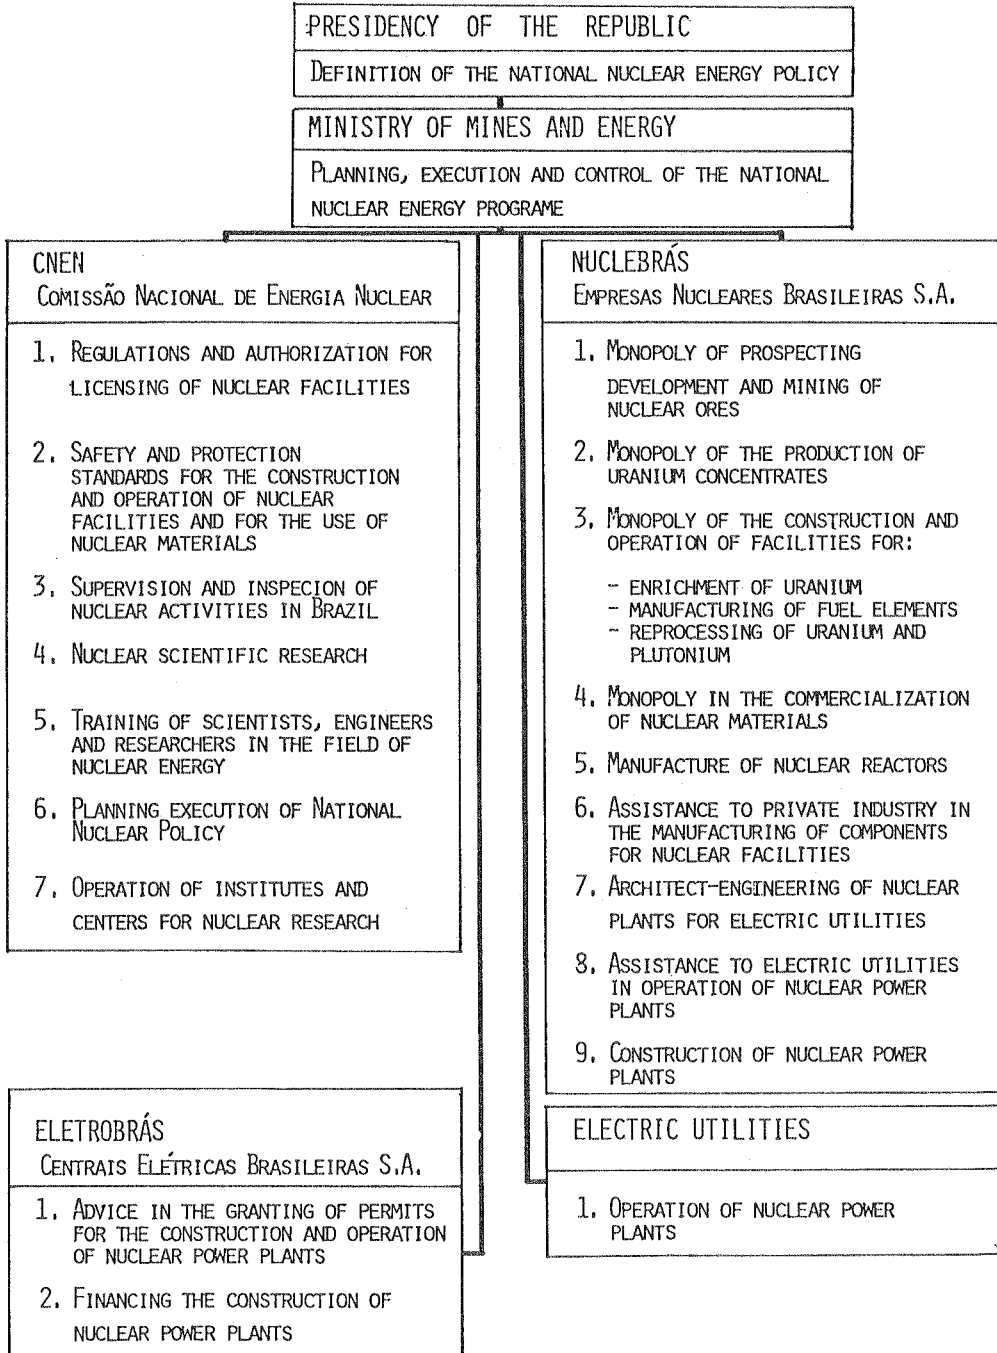 PRESIDENCY OF THE REPUBLIC
DEFINITION OF THE NATIONAL NUCLEAR ENERGY POLICY
MINISTRY OF MINES AND ENERGY
PLANNING, EXECUTION AND CONTROL OF THE NATIONAL
NUCLEAR ENERGY PROGRAME
CNEN
COMISSÃO NACIONAL DE ENERGIA NUCLEAR
1. REGULATIONS AND AUTHORIZATION FOR
LICENSING OF NUCLEAR FACILITIES
2. SAFETY AND PROTECTION
STANDARDS FOR THE CONSTRUCTION
AND OPERATION OF NUCLEAR
FACILITIES AND FOR THE USE OF
NUCLEAR MATERIALS
3. SUPERVISION AND INSPECION OF
NUCLEAR ACTIVITIES IN BRAZIL
4. NUCLEAR SCIENTIFIC RESEARCH
5. TRAINING OF SCIENTISTS, ENGINEERS
AND RESEARCHERS IN THE FIELD OF
NUCLEAR ENERGY
6. PLANNING EXECUTION OF NATIONAL
NUCLEAR POLICY
7. OPERATION OF INSTITUTES AND
CENTERS FOR NUCLEAR RESEARCH
NUCLEBRÁS
EMPRESAS NUCLEARES BRASILEIRAS S.A.
1. MONOPOLY OF PROSPECTING
DEVELOPMENT AND MINING OF
NUCLEAR ORES
2. MONOPOLY OF THE PRODUCTION OF
URANIUM CONCENTRATES
3. MONOPOLY OF THE CONSTRUCTION AND
OPERATION OF FACILITIES FOR:
- ENRICHMENT OF URANIUM
- MANUFACTURING OF FUEL ELEMENTS
- REPROCESSING OF URANIUM AND
PLUTONIUM
4. MONOPOLY IN THE COMMERCIALIZATION
OF NUCLEAR MATERIALS
5. MANUFACTURE OF NUCLEAR REACTORS
6. ASSISTANCE TO PRIVATE INDUSTRY IN
THE MANUFACTURING OF COMPONENTS
FOR NUCLEAR FACILITIES
7. ARCHITECT-ENGINEERING OF NUCLEAR
PLANTS FOR ELECTRIC UTILITIES
8. ASSISTANCE TO ELECTRIC UTILITIES
IN OPERATION OF NUCLEAR POWER
PLANTS
9. CONSTRUCTION OF NUCLEAR POWER
PLANTS
ELETROBRÁS
CENTRAIS ELÉTRICAS BRASILEIRAS S.A.
1. ADVICE IN THE GRANTING OF PERMITS
FOR THE CONSTRUCTION AND OPERATION
OF NUCLEAR POWER PLANTS
2. FINANCING THE CONSTRUCTION OF
NUCLEAR POWER PLANTS
ELECTRIC UTILITIES
1. OPERATION OF NUCLEAR POWER
PLANTS